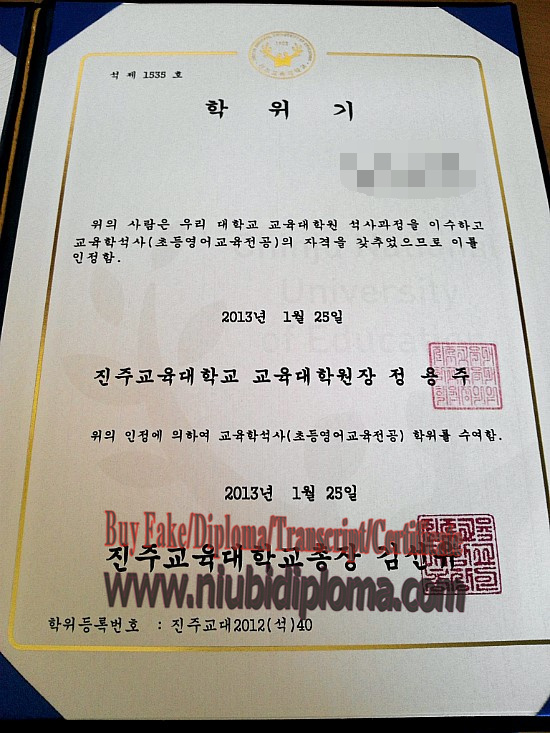 석 제 1535 호
학 위 기
위의 사람은 우리 대학교 교육대학원 석사과정을 이수하고
교육학석사(초등영어교육전공)의 자격을 갖추었으므로 이를
인정함.
University
of Education
2013년 1월 25일
진주교육대학교 교육대학원장 정 용 주
위의 인정에 의하여 교육학석사(초등영어교육전공) 학위를 수여함.
2013년 1월 25일
Buy Fake/Diploma/Transcript/Certificate
진주교육대학교총장 김
www.niubidiploma.com
학위등록번호 : 진주교대2012(석)40